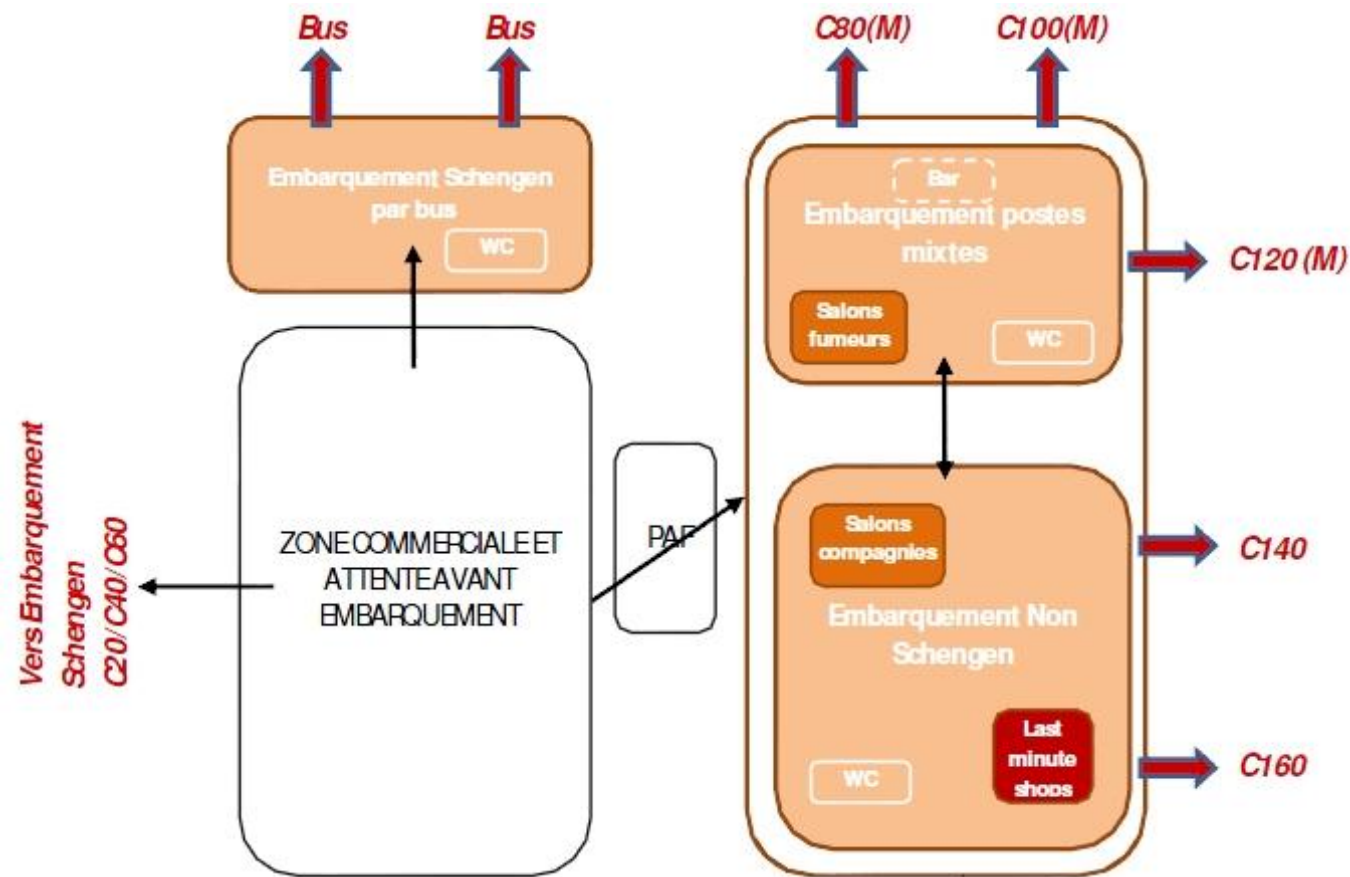 Bus
Bus
C80(M)
C100(M)
Embarquement Schengen
par bus
WC
Bar
Embarquement postes
mixtes
Salons
fumeurs
WC
C120 (M)
Vers Embarquement
Schengen
C20/C40/C60
ZONE COMMERCIALE ET
ATTENTE AVANT
EMBARQUEMENT
PAF
Salons
compagnies
C140
Embarquement Non
Schengen
Last
minute
shops
WC
C160